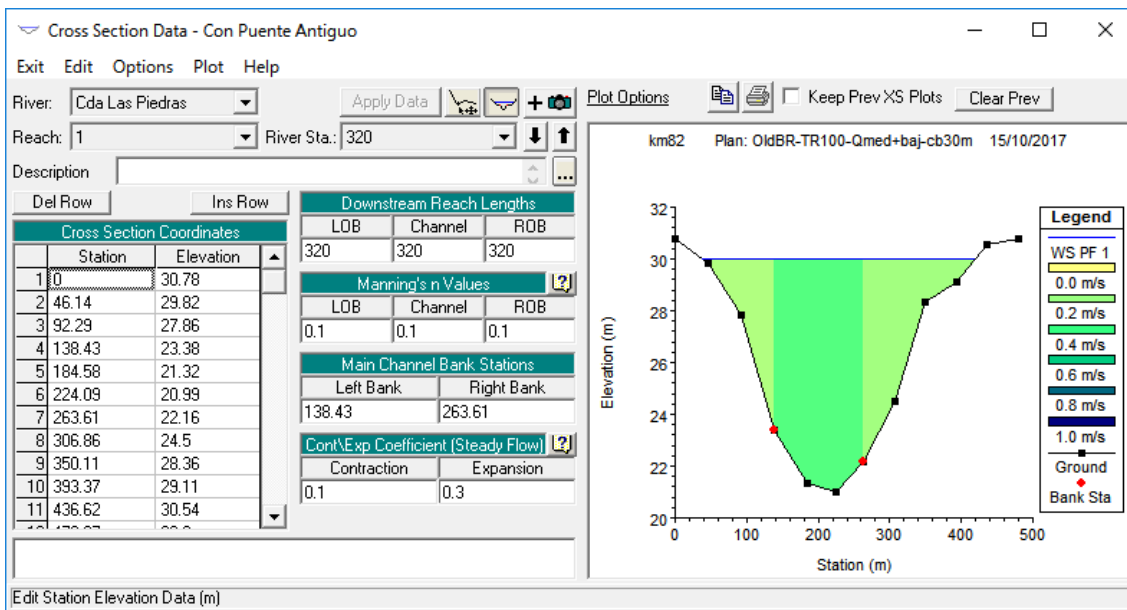 Cross Section Data - Con Puente Antiguo
Exit Edit Options Plot Help
River: Cda Las Piedras Apply Data
Reach: 1 River Sta.: 320
Description ...
Del Row Ins Row
Cross Section Coordinates
Station Elevation
1 0 30.78
2 46.14 29.82
3 92.29 27.86
4 138.43 23.38
5 184.58 21.32
6 224.09 20.99
7 263.61 22.16
8 306.86 24.5
9 350.11 28.36
10 393.37 29.11
11 436.62 30.54
Downstream Reach Lengths
LOB Channel ROB
320 320 320
Manning's n Values
LOB Channel ROB
0.1 0.1 0.1
Main Channel Bank Stations
Left Bank Right Bank
138.43 263.61
Cont\Exp Coefficient (Steady Flow)
Contraction Expansion
0.1 0.3
Plot Options Keep Prev XS Plots Clear Prev
km82 Plan: OldBR-TR100-Qmed+baj-cb30m 15/10/2017
32
30
28
26
24
22
20
Elevation (m)
0 100 200 300 400 500
Station (m)
Legend
WS PF 1
0.0 m/s
0.2 m/s
0.4 m/s
0.6 m/s
0.8 m/s
1.0 m/s
Ground
Bank Sta
Edit Station Elevation Data (m)